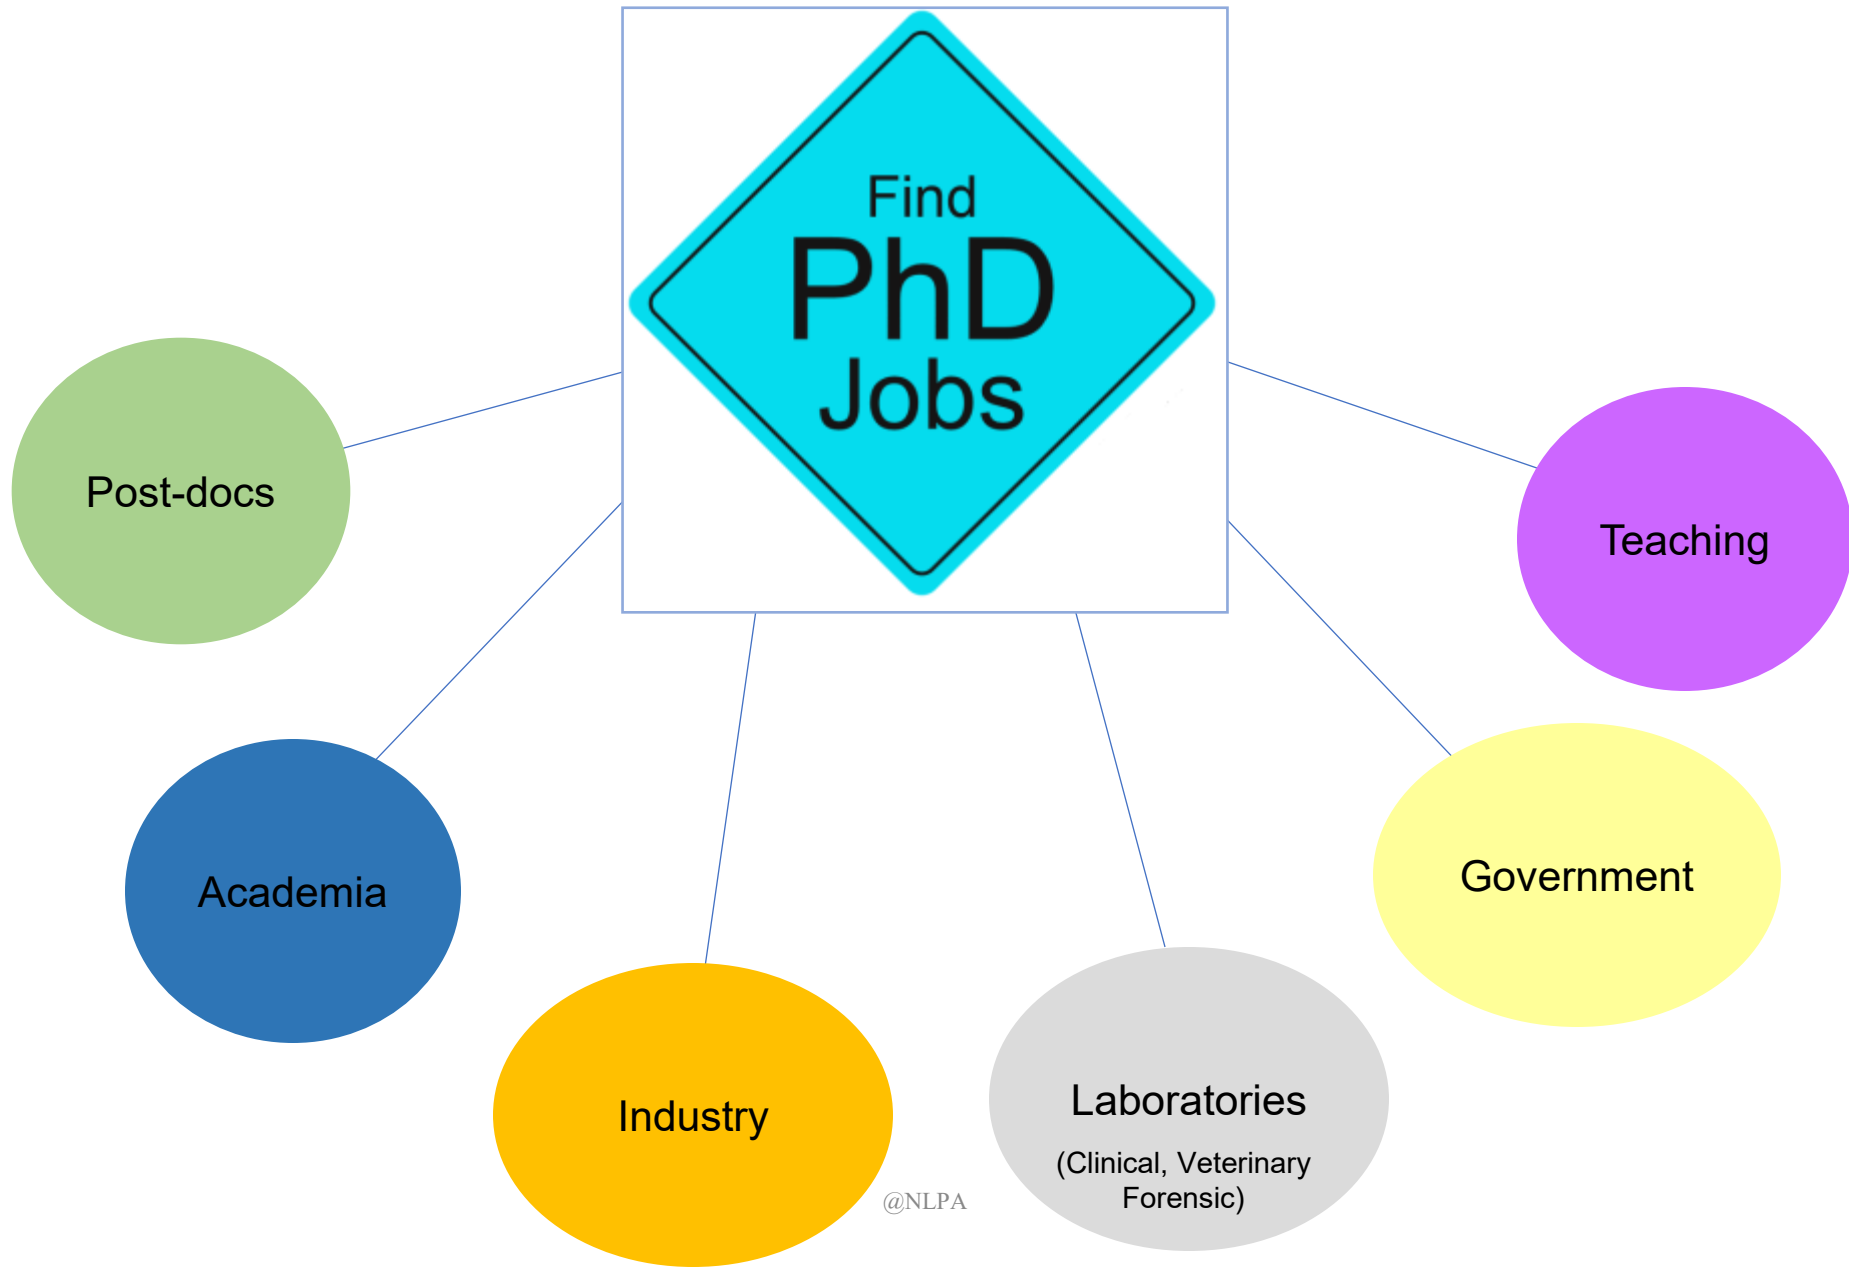 Find
PhD
Jobs
Post-docs
Teaching
Academia
Government
Industry
Laboratories
(Clinical, Veterinary
Forensic)
@NLPA